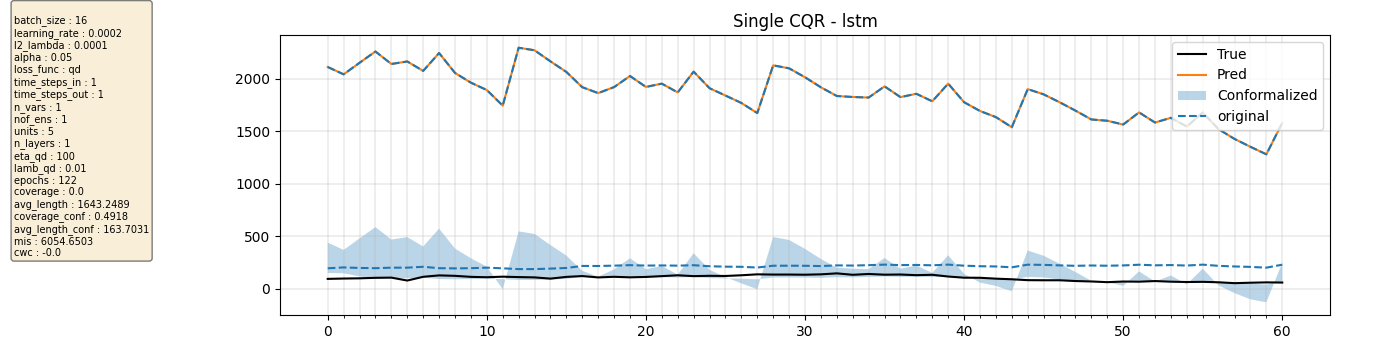 batch_size : 16
learning_rate : 0.0002
l2_lambda : 0.0001
alpha : 0.05
loss_func : qd
time_steps_in : 1
time_steps_out : 1
n_vars : 1
nof_ens : 1
units : 5
n_layers : 1
eta_qd : 100
lamb_qd : 0.01
epochs : 122
coverage : 0.0
avg_length : 1643.2489
coverage_conf : 0.4918
avg_length_conf : 163.7031
mis : 6054.6503
cwc : -0.0
Single CQR - lstm
True
Pred
Conformalized
original
2000
1500
1000
500
0
0 10 20 30 40 50 60